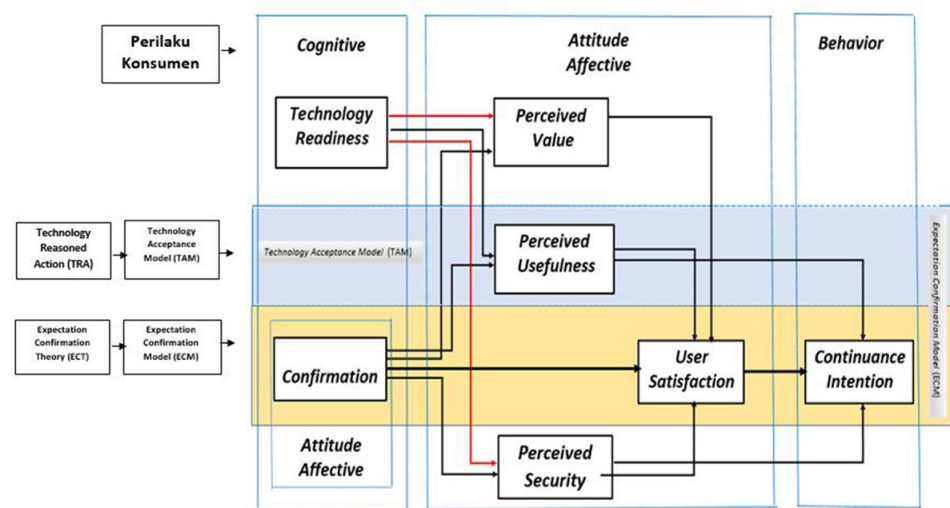 Perilaku
Konsumen
Cognitive
Attitude
Affective
Behavior
Technology
Readiness
Perceived
Value
Technology
Reasoned
Action (TRA)
Technology
Acceptance
Model (TAM)
Technology Acceptance Model (TAM)
Perceived
Usefulness
Expectation Confirmation Model (ECM)
Expectation
Confirmation
Theory (ECT)
Expectation
Confirmation
Model (ECM)
Confirmation
User
Satisfaction
Continuance
Intention
Attitude
Affective
Perceived
Security